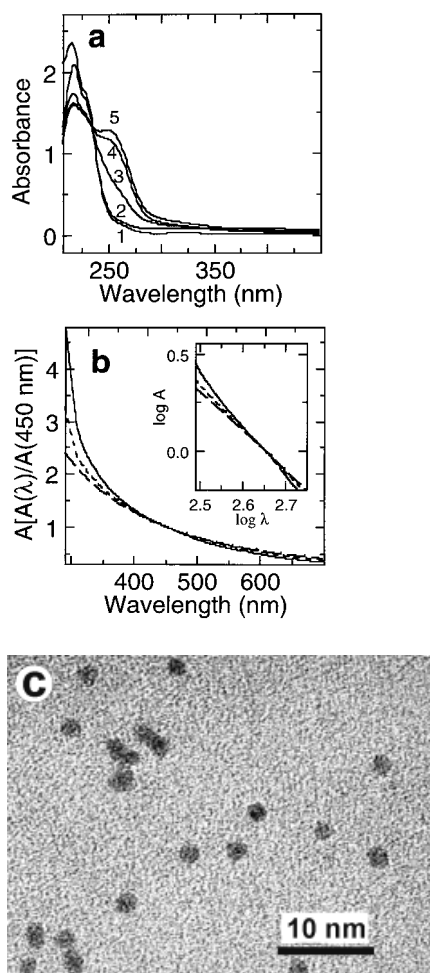 a
2
1
0
Absorbance
5
4
3
2
1
250
350
Wavelength (nm)
b
4
3
2
1
A[A(λ)/A(450 nm)]
400
500
600
Wavelength (nm)
0.5
0.0
log A
2.5
2.6
2.7
log λ
C
10 nm